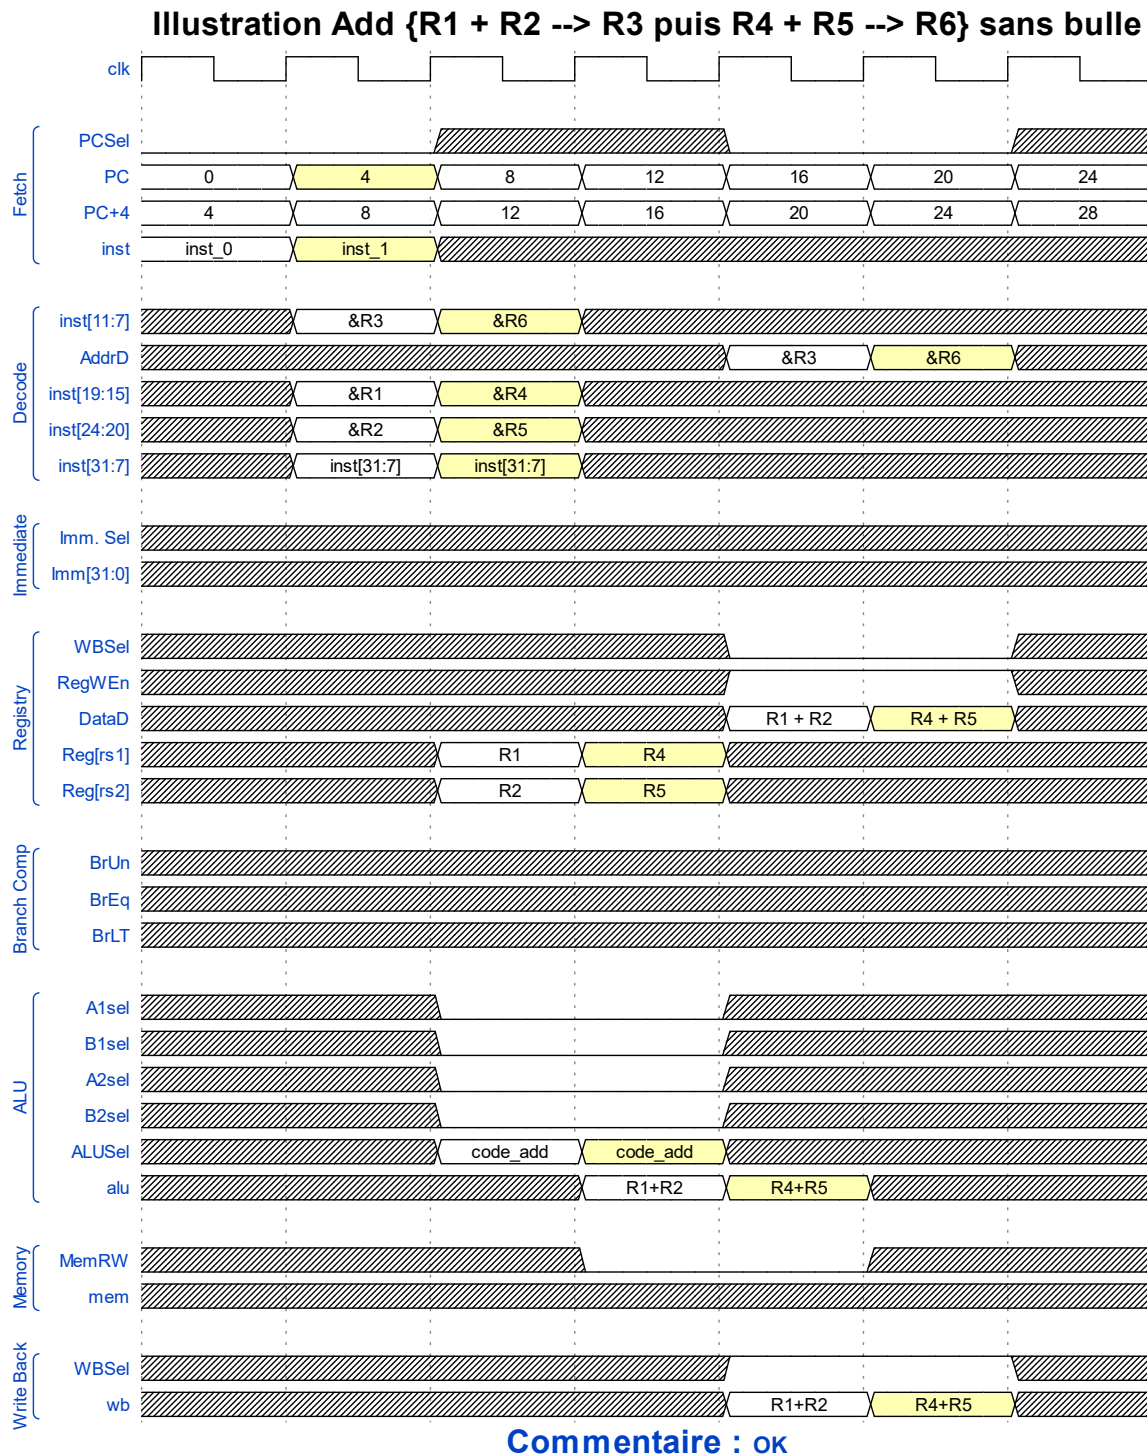 Illustration Add {R1 + R2 --> R3 puis R4 + R5 --> R6} sans bulle
clk
Fetch
PCSel
PC 0 4 8 12 16 20 24
PC+4 4 8 12 16 20 24 28
inst inst_0 inst_1
Decode
inst[11:7] &R3 &R6
AddrD &R3 &R6
inst[19:15] &R1 &R4
inst[24:20] &R2 &R5
inst[31:7] inst[31:7] inst[31:7]
Immediate
Imm. Sel
Imm[31:0]
Registry
WBSel
RegWEn
DataD R1 + R2 R4 + R5
Reg[rs1] R1 R4
Reg[rs2] R2 R5
Branch Comp
BrUn
BrEq
BrLT
ALU
A1sel
B1sel
A2sel
B2sel
ALUSel code_add code_add
alu R1+R2 R4+R5
Memory
MemRW
mem
Write Back
WBSel
wb R1+R2 R4+R5
Commentaire : OK